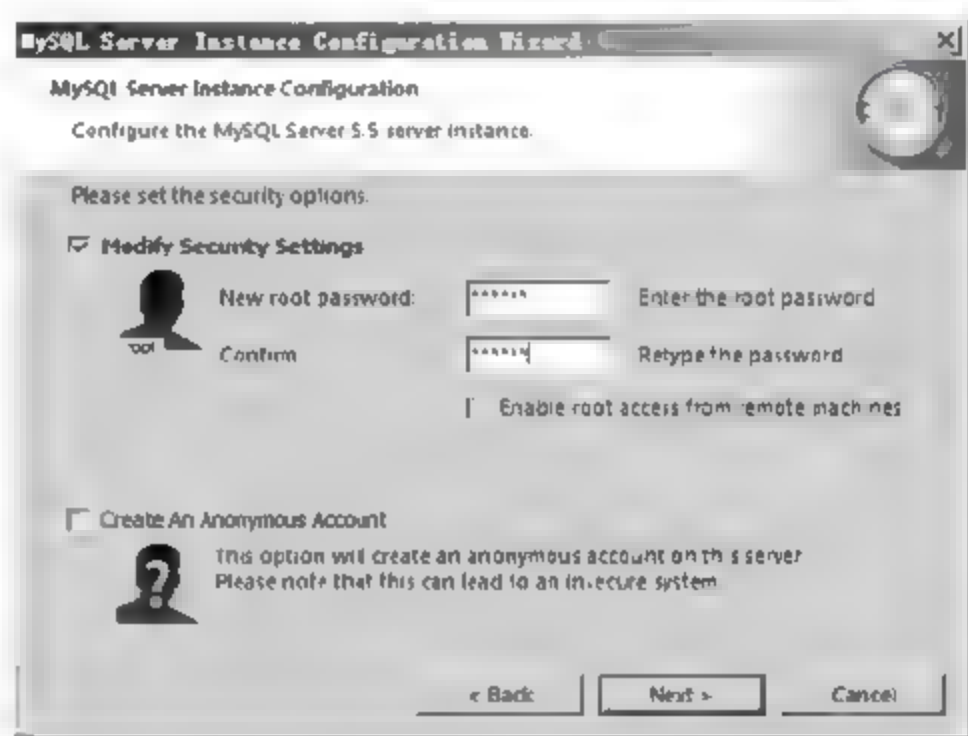 MySQL Server Instance Configuration Wizard
MySQL Server Instance Configuration
Configure the MySQL Server 5.5 server instance.
Please set the security options.
Modify Security Settings
New root password: ****** Enter the root password
root
Confirm ****** Retype the password
Enable root access from remote machines
Create An Anonymous Account
?
This option will create an anonymous account on this server
Please note that this can lead to an insecure system
< Back Next > Cancel